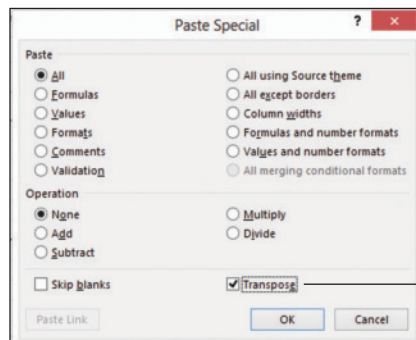 Paste Special
?
×
Paste
All
All using Source theme
Formulas
All except borders
Values
Column widths
Formats
Formulas and number formats
Comments
Values and number formats
Validation
All merging conditional formats
Operation
None
Multiply
Add
Divide
Subtract
Skip blanks
Transpose
Paste Link
OK
Cancel